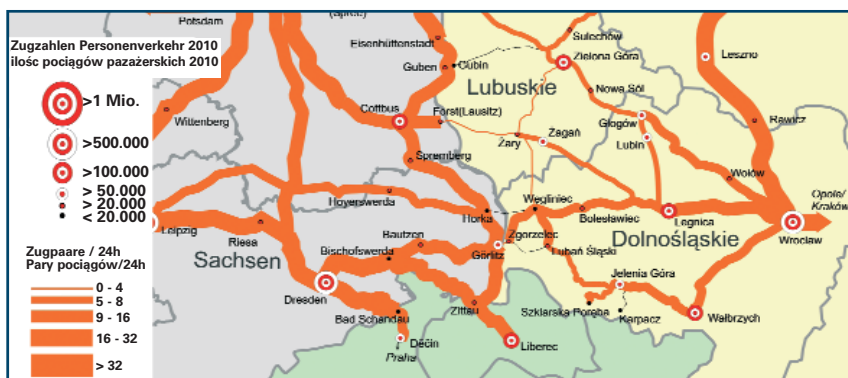 Zugzahlen Personenverkehr 2010
ilośc pociągów pazażerskich 2010
>1 Mio.
>500.000
>100.000
> 50.000
> 20.000
< 20.000
Zugpaare / 24h
Pary pociągów/24h
0 - 4
5 - 8
9 - 16
16 - 32
> 32
Potsdam
(Spree)
Eisenhüttenstadt
Sulechów
Zielona Góra
Leszno
Guben
Gubin
Lubuskie
Nowa Sól
Wittenberg
Cottbus
Forst(Lausitz)
Głogów
Rawicz
Żary
Żagań
Lubin
Spremberg
Wołów
Hoyerswerda
Horka
Węgliniec
Opole/
Kraków
Leipzig
Riesa
Bautzen
Bolesławiec
Legnica
Wrocław
Bischofswerda
Görlitz
Zgorzelec
Dolnośląskie
Sachsen
Lubań Śląski
Dresden
Jelenia Góra
Bad Schandau
Zittau
Szklarska Poręba
Karpacz
Wałbrzych
Děčín
Praha
Liberec